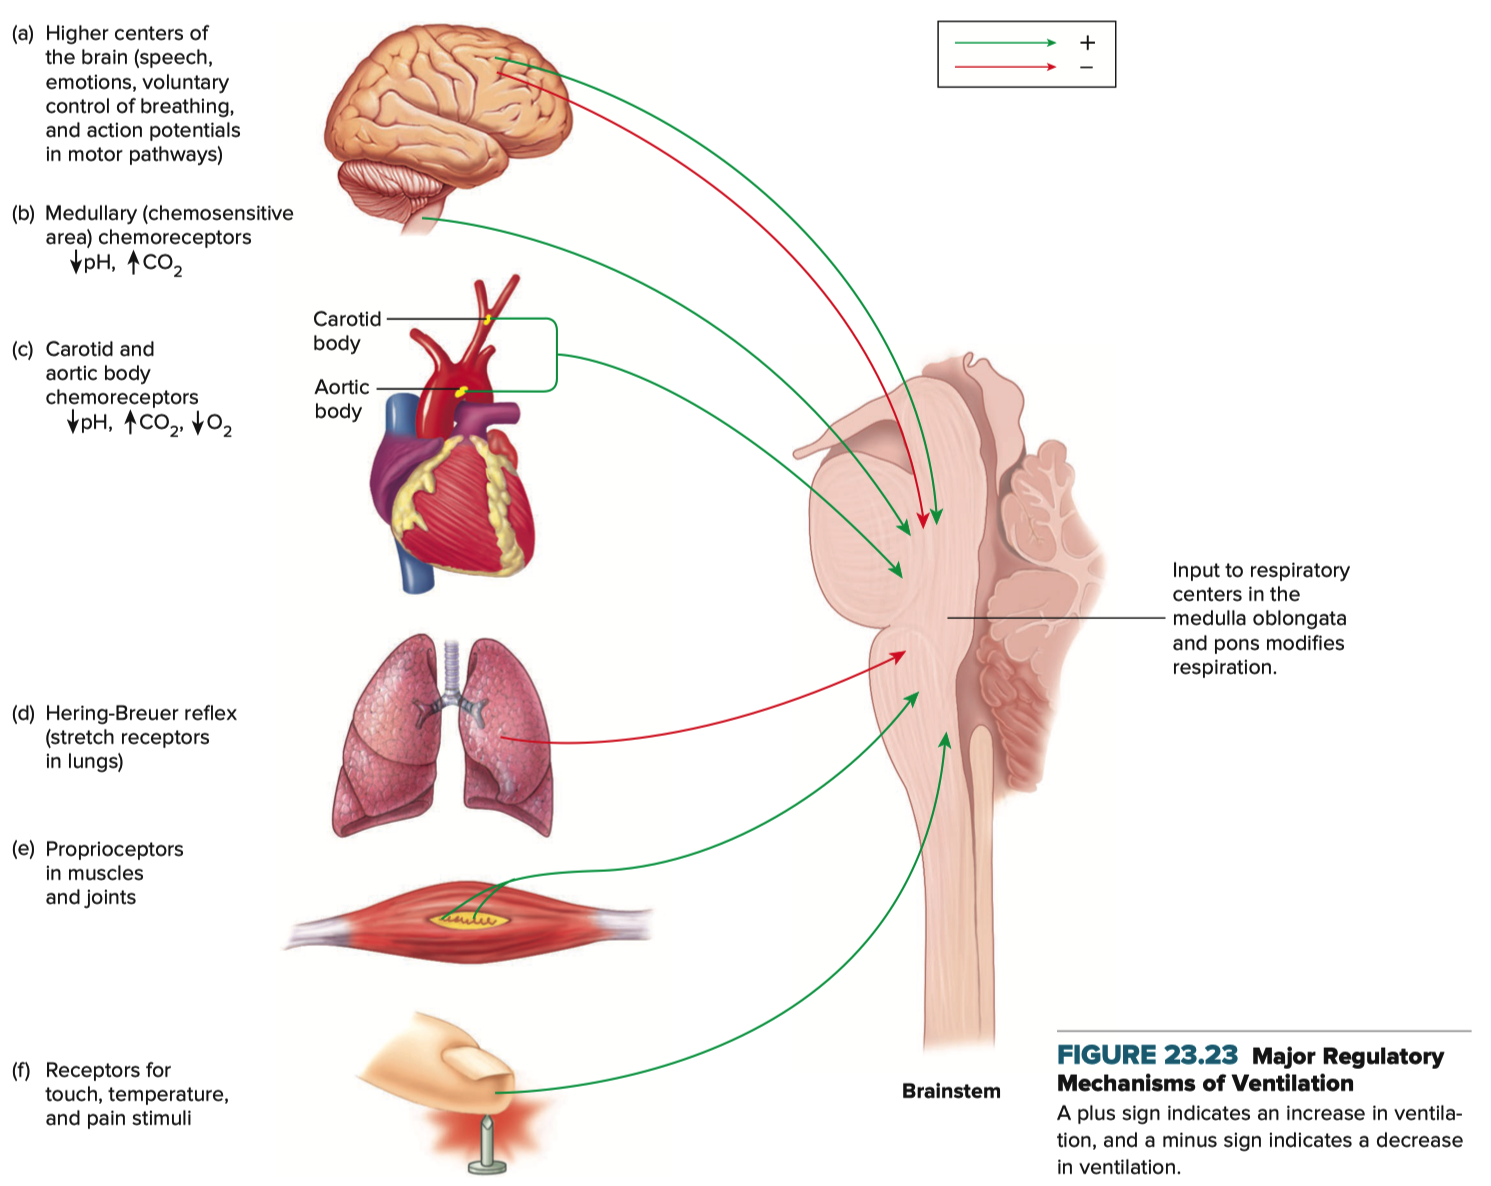 (a) Higher centers of
the brain (speech,
emotions, voluntary
control of breathing,
and action potentials
in motor pathways)
+
−
(b) Medullary (chemosensitive
area) chemoreceptors
↓pH, ↑CO₂
Carotid
body
(c) Carotid and
aortic body
chemoreceptors
↓pH, ↑CO₂, ↓O₂
Aortic
body
Input to respiratory
centers in the
medulla oblongata
and pons modifies
respiration.
(d) Hering-Breuer reflex
(stretch receptors
in lungs)
(e) Proprioceptors
in muscles
and joints
(f) Receptors for
touch, temperature,
and pain stimuli
Brainstem
FIGURE 23.23 Major Regulatory
Mechanisms of Ventilation
A plus sign indicates an increase in ventila-
tion, and a minus sign indicates a decrease
in ventilation.